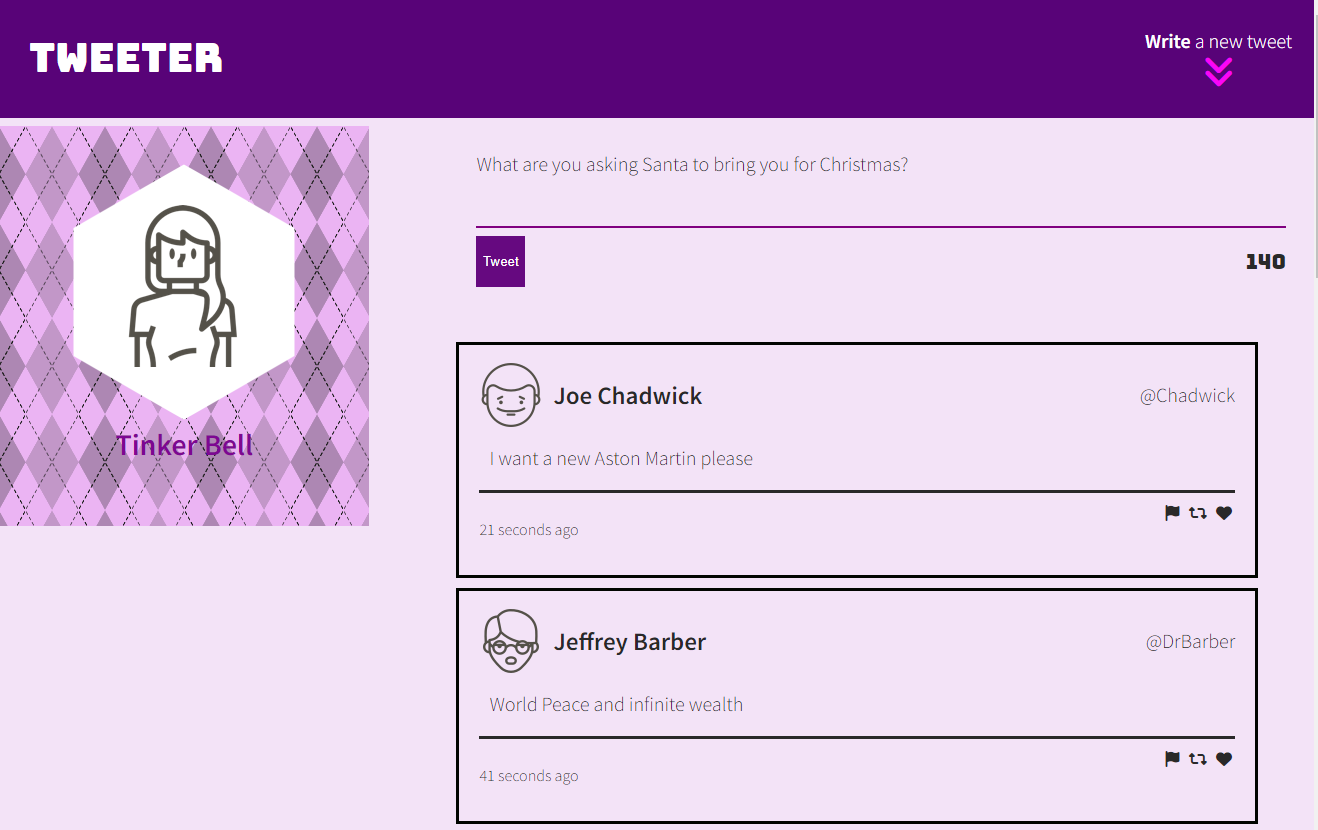 TWEETER
Write a new tweet
Tinker Bell
What are you asking Santa to bring you for Christmas?
Tweet
140
Joe Chadwick
@Chadwick
I want a new Aston Martin please
21 seconds ago
Jeffrey Barber
@DrBarber
World Peace and infinite wealth
41 seconds ago